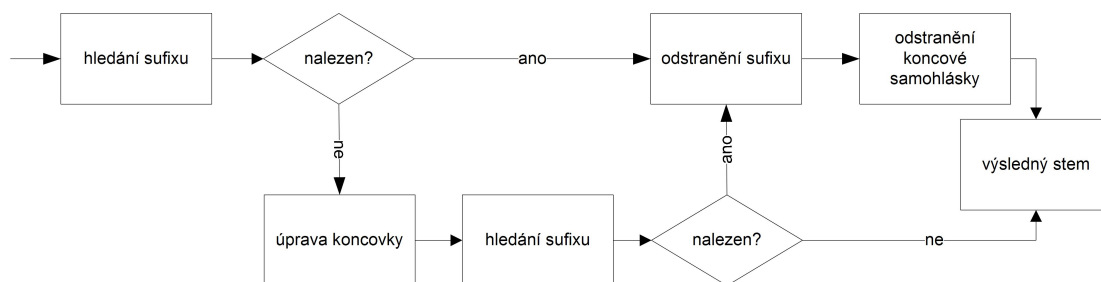 hledání sufixu
nalezen?
ano
odstranění sufixu
odstranění
koncové
samohlásky
výsledný stem
ne
ano
úprava koncovky
hledání sufixu
nalezen?
ne